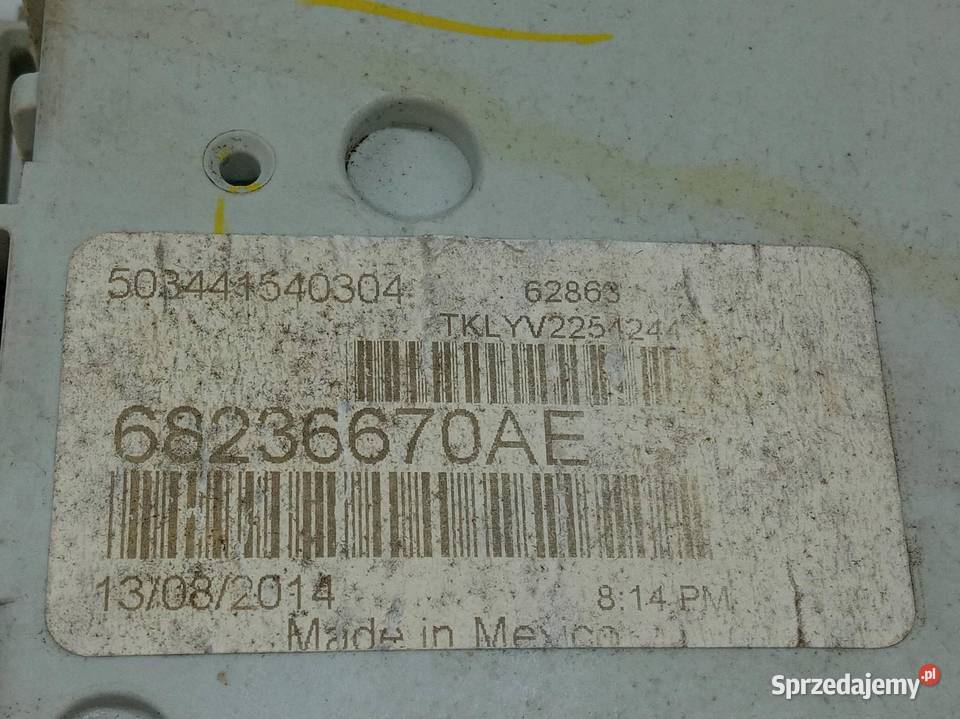 503441540304 62863
TKLYV2251244
68236670AE
13/08/2014 8:14 PM
Made in Mexico
Sprzedajemy.pl